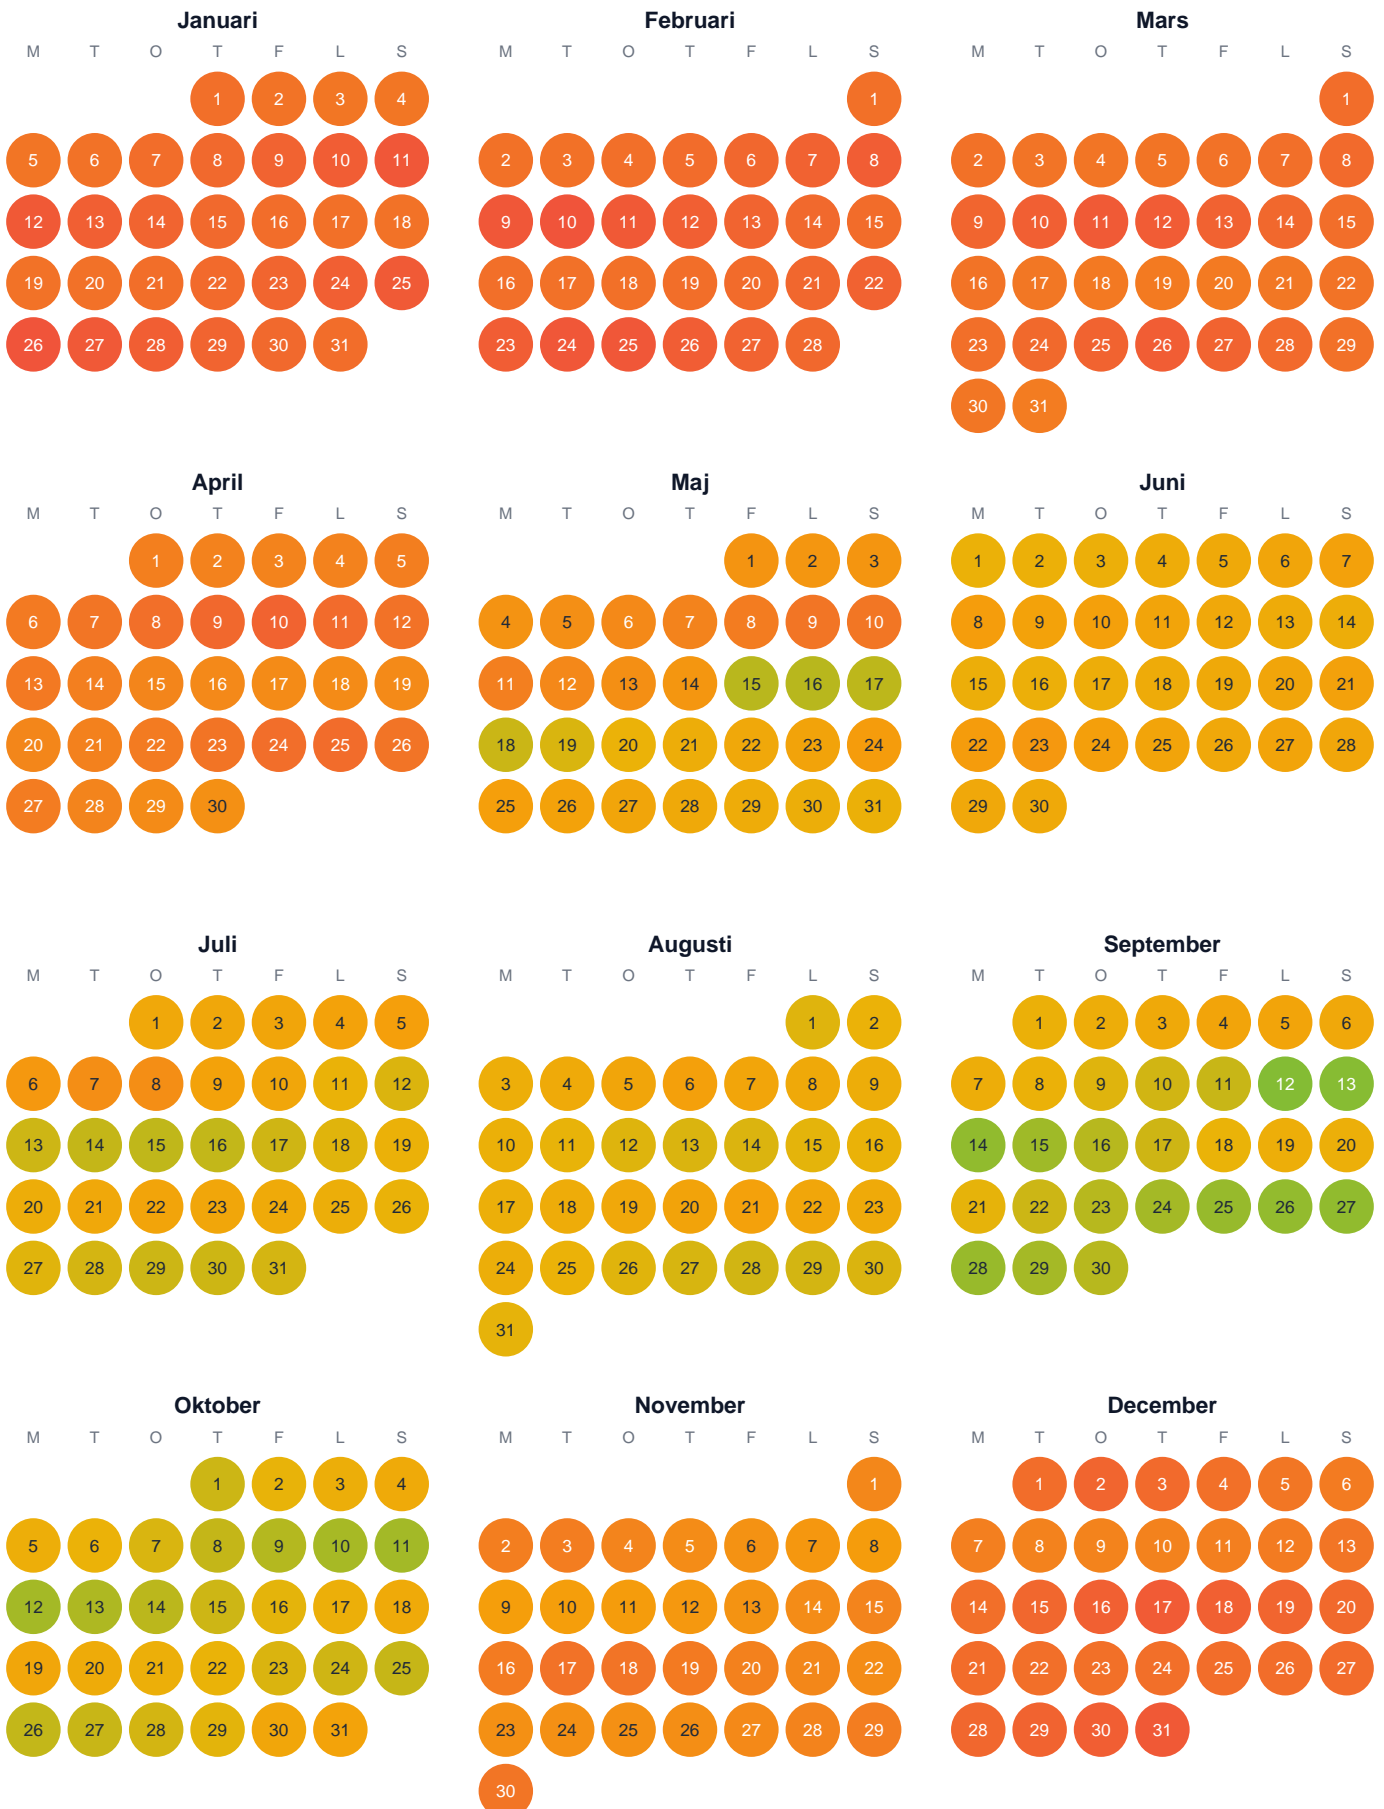 Januari
M T O T F L S
1 2 3 4
5 6 7 8 9 10 11
12 13 14 15 16 17 18
19 20 21 22 23 24 25
26 27 28 29 30 31
Februari
M T O T F L S
1
2 3 4 5 6 7 8
9 10 11 12 13 14 15
16 17 18 19 20 21 22
23 24 25 26 27 28
Mars
M T O T F L S
1
2 3 4 5 6 7 8
9 10 11 12 13 14 15
16 17 18 19 20 21 22
23 24 25 26 27 28 29
30 31
April
M T O T F L S
1 2 3 4 5
6 7 8 9 10 11 12
13 14 15 16 17 18 19
20 21 22 23 24 25 26
27 28 29 30
Maj
M T O T F L S
1 2 3
4 5 6 7 8 9 10
11 12 13 14 15 16 17
18 19 20 21 22 23 24
25 26 27 28 29 30 31
Juni
M T O T F L S
1 2 3 4 5 6 7
8 9 10 11 12 13 14
15 16 17 18 19 20 21
22 23 24 25 26 27 28
29 30
Juli
M T O T F L S
1 2 3 4 5
6 7 8 9 10 11 12
13 14 15 16 17 18 19
20 21 22 23 24 25 26
27 28 29 30 31
Augusti
M T O T F L S
1 2
3 4 5 6 7 8 9
10 11 12 13 14 15 16
17 18 19 20 21 22 23
24 25 26 27 28 29 30
31
September
M T O T F L S
1 2 3 4 5 6
7 8 9 10 11 12 13
14 15 16 17 18 19 20
21 22 23 24 25 26 27
28 29 30
Oktober
M T O T F L S
1 2 3 4
5 6 7 8 9 10 11
12 13 14 15 16 17 18
19 20 21 22 23 24 25
26 27 28 29 30 31
November
M T O T F L S
1
2 3 4 5 6 7 8
9 10 11 12 13 14 15
16 17 18 19 20 21 22
23 24 25 26 27 28 29
30
December
M T O T F L S
1 2 3 4 5 6
7 8 9 10 11 12 13
14 15 16 17 18 19 20
21 22 23 24 25 26 27
28 29 30 31